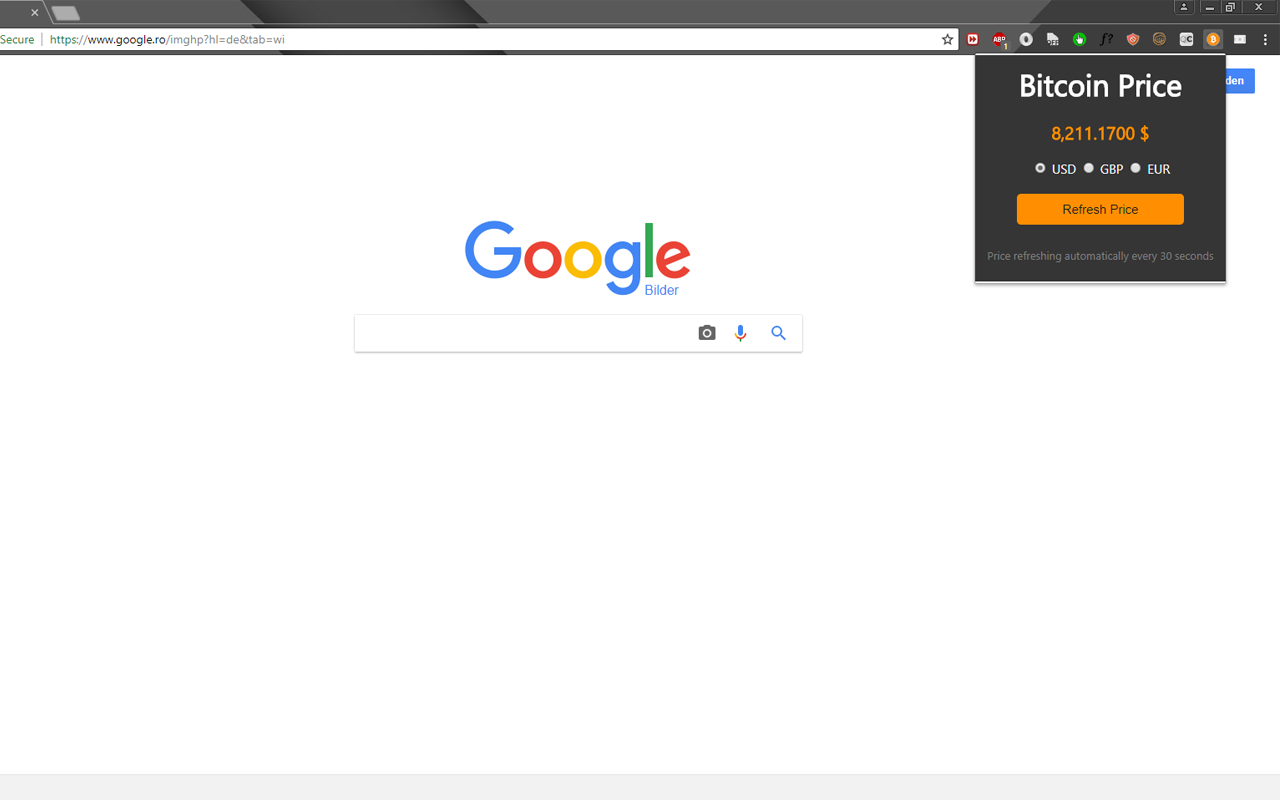 Secure https://www.google.ro/imghp?hl=de&tab=wi
ABP 1
OFF
f?
den
Bitcoin Price
8,211.1700 $
USD GBP EUR
Refresh Price
Price refreshing automatically every 30 seconds
Google
Bilder